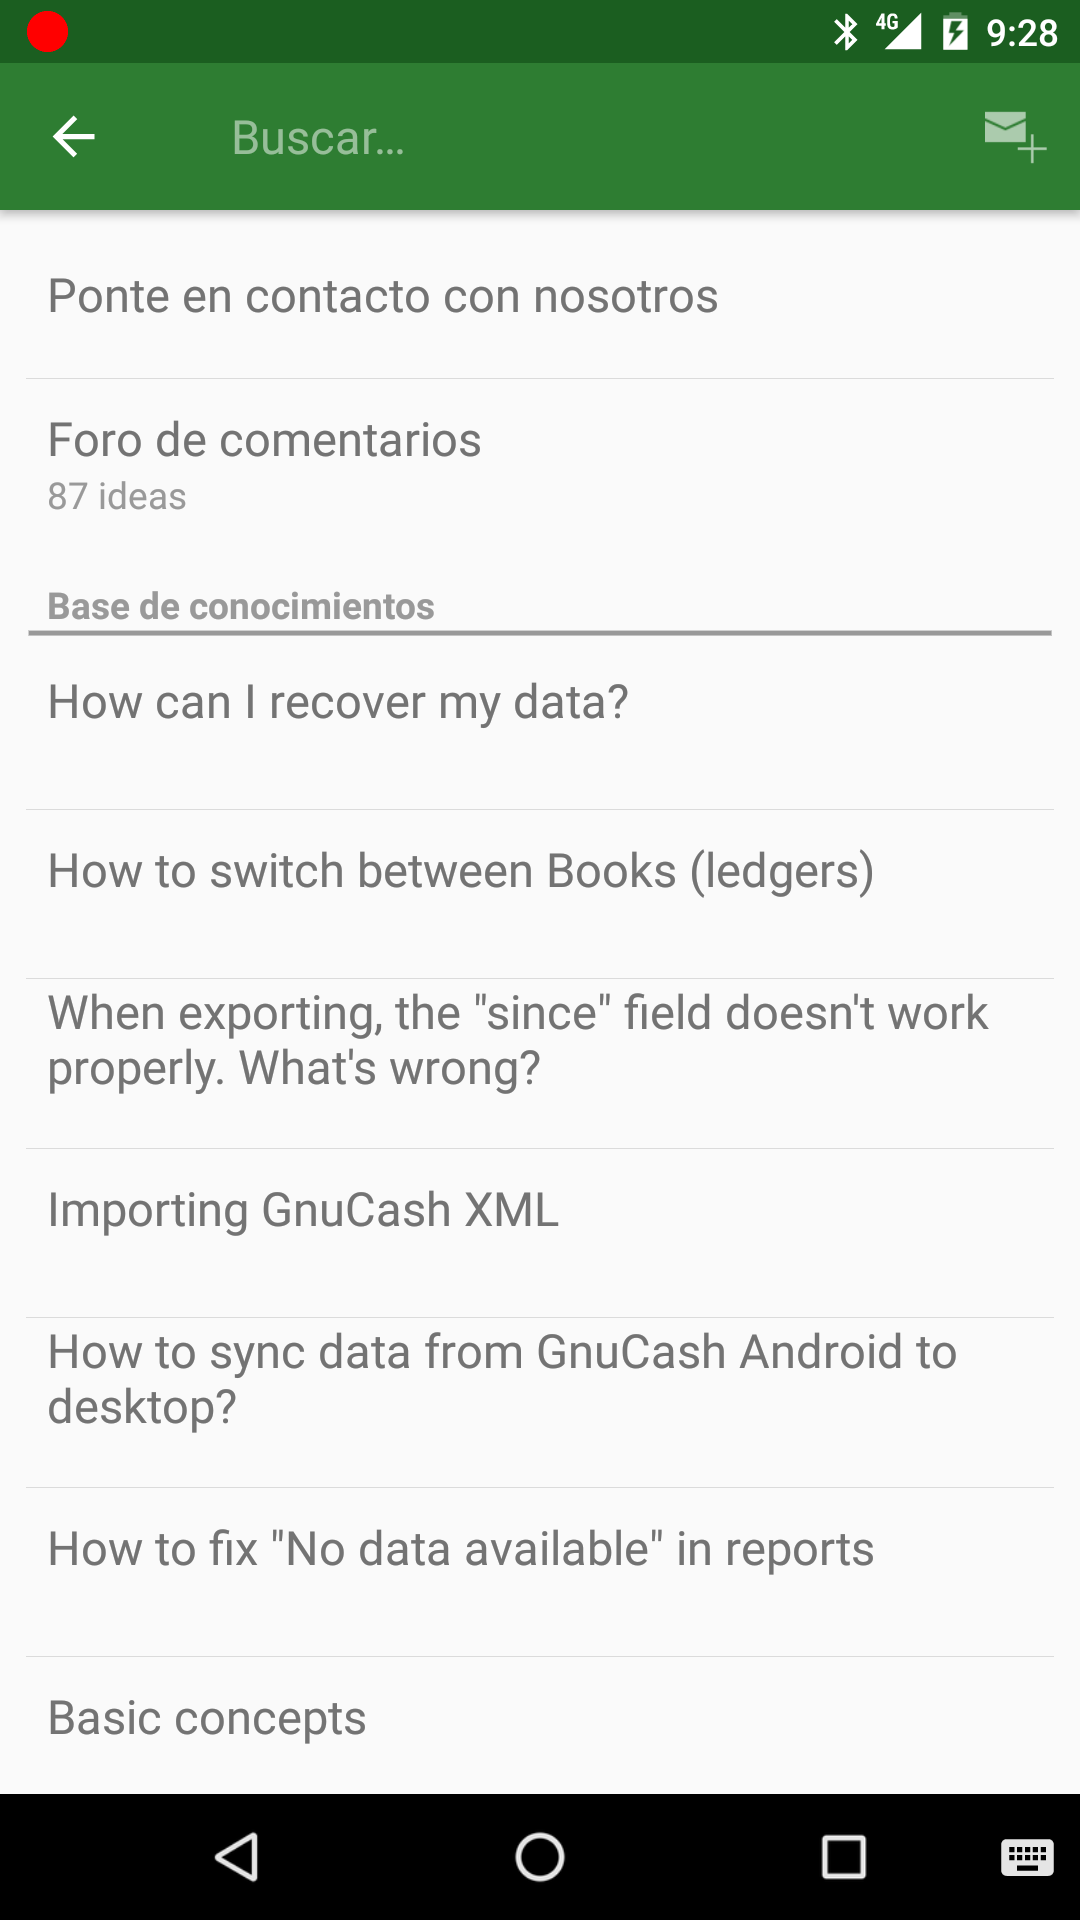 4G 9:28
Buscar...
Ponte en contacto con nosotros
Foro de comentarios
87 ideas
Base de conocimientos
How can I recover my data?
How to switch between Books (ledgers)
When exporting, the "since" field doesn't work
properly. What's wrong?
Importing GnuCash XML
How to sync data from GnuCash Android to
desktop?
How to fix "No data available" in reports
Basic concepts